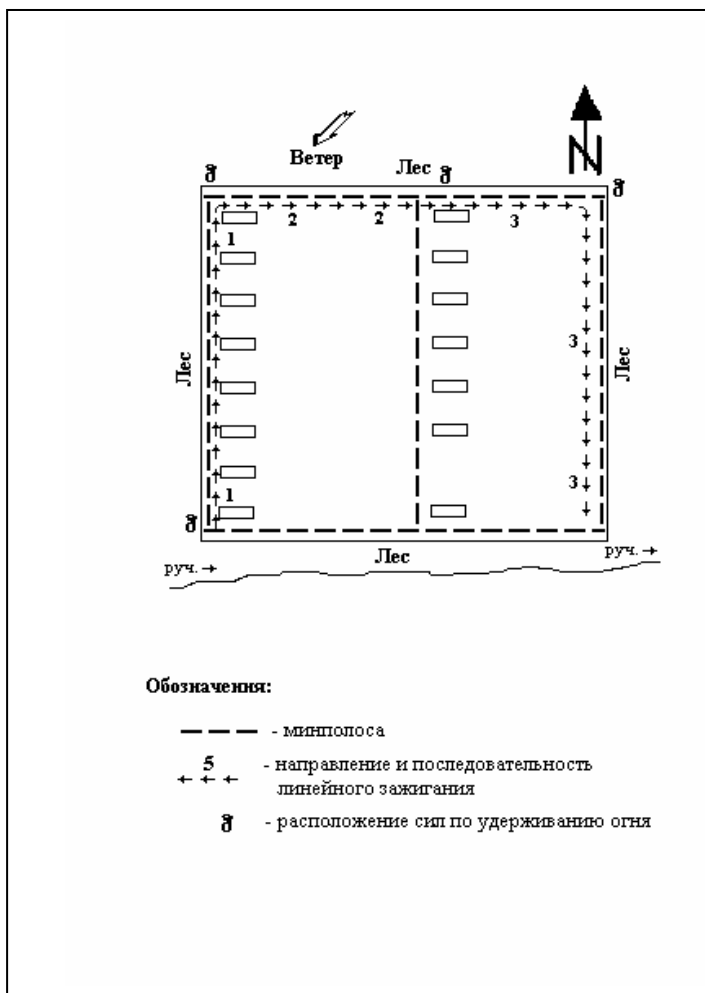 Ветер
Лес
N
1
2
2
3
Лес
3
Лес
1
3
Лес
руч.
руч.
Обозначения:
- минполоса
5
- направление и последовательность
линейного зажигания
- расположение сил по удерживанию огня